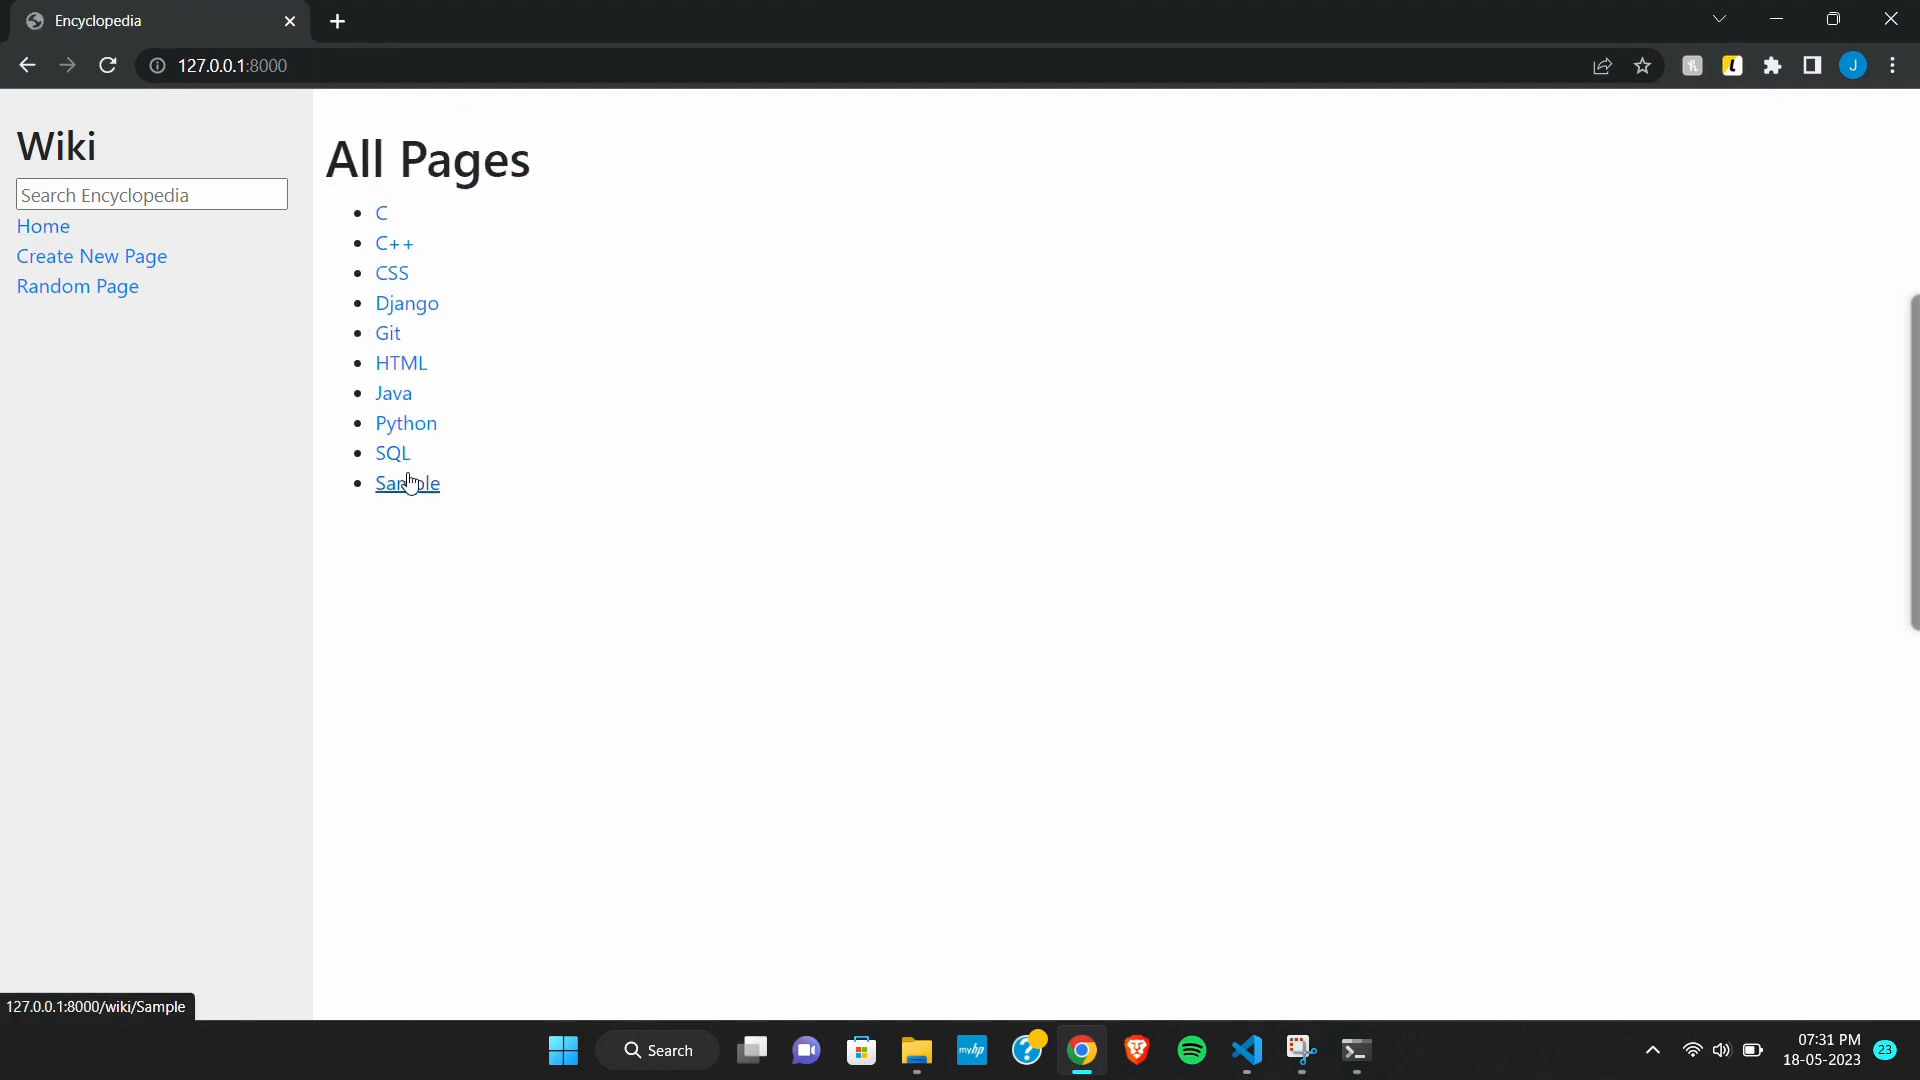 Encyclopedia
127.0.0.1:8000
J
Wiki
Search Encyclopedia
Home
Create New Page
Random Page
All Pages
C
C++
CSS
Django
Git
HTML
Java
Python
SQL
Sample
127.0.0.1:8000/wiki/Sample
Search
myhp
07:31 PM
18-05-2023
23